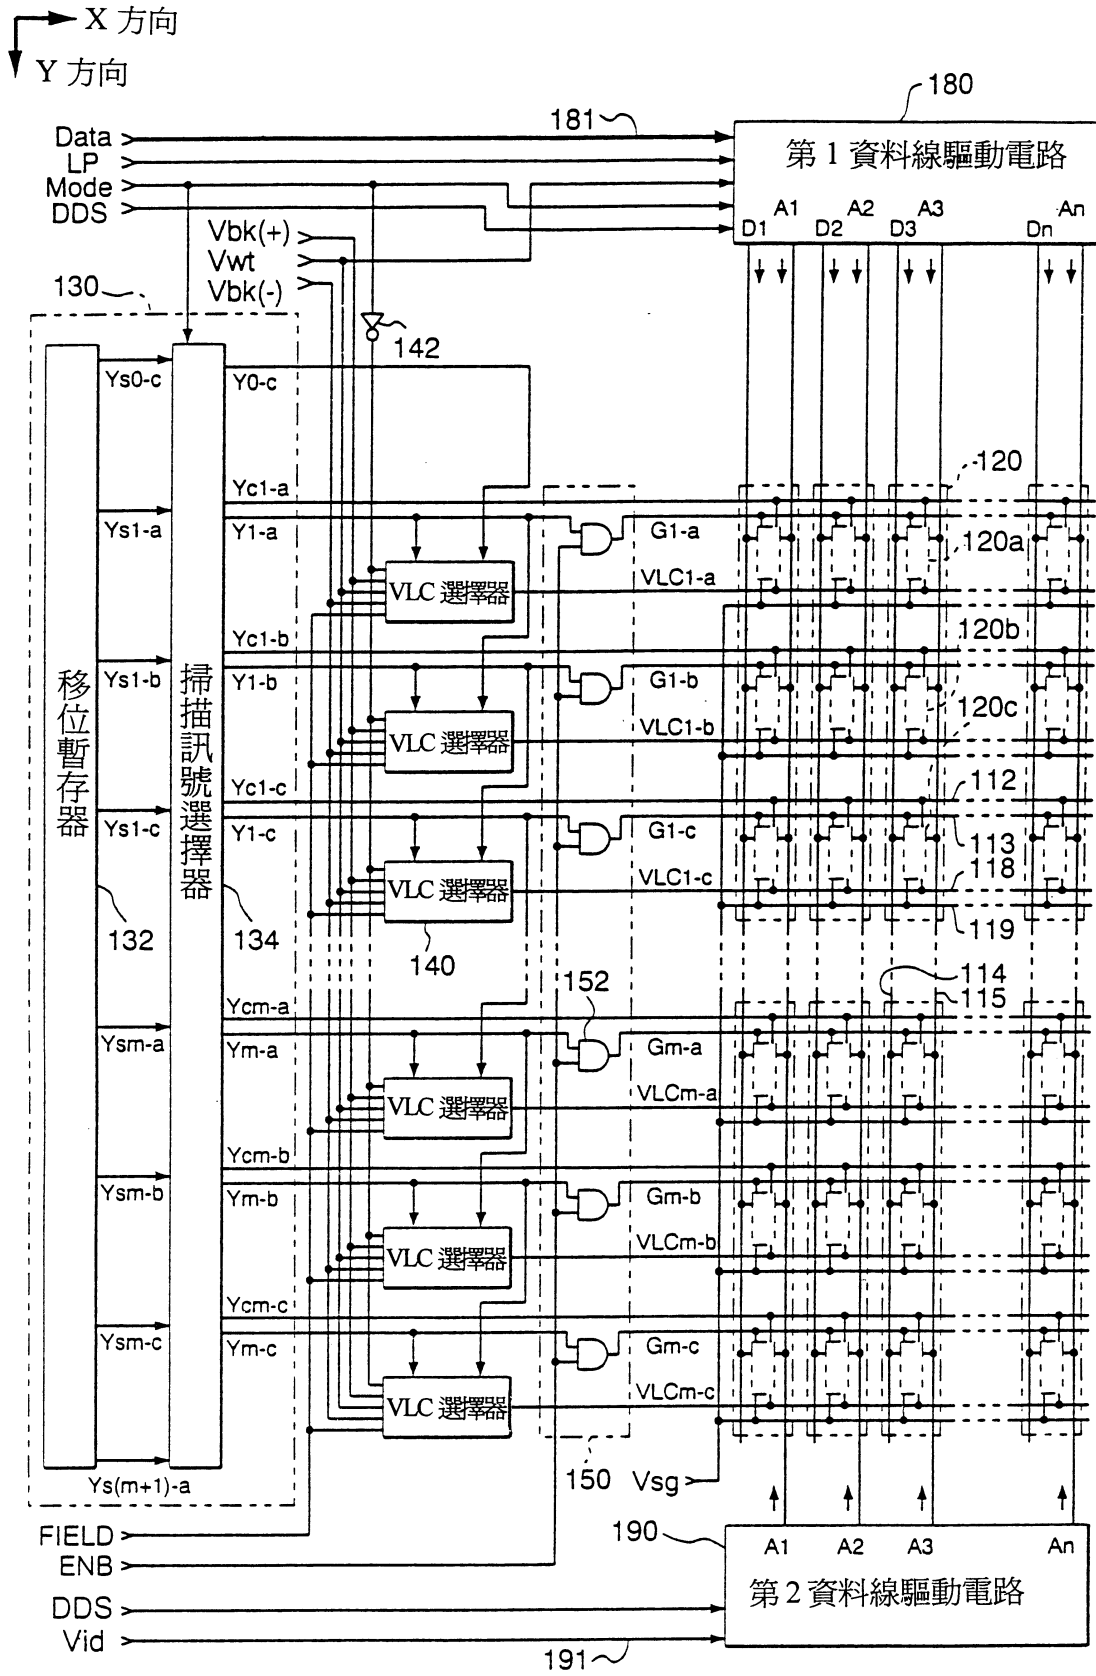 X 方向
Y 方向
180
Data
181
LP
Mode
DDS
第1資料線驅動電路
A1 A2 A3 An
D1 D2 D3 Dn
Vbk(+)
Vwt
Vbk(-)
130
142
Ys0-c
Y0-c
120
Yc1-a
Ys1-a
Y1-a
G1-a
120a
VLC 選擇器
VLC1-a
120b
Yc1-b
Ys1-b
Y1-b
G1-b
120c
VLC 選擇器
VLC1-b
移位暫存器
掃描訊號選擇器
Yc1-c
112
Ys1-c
Y1-c
G1-c
113
VLC 選擇器
VLC1-c
118
132
134
140
119
152
114
115
Ycm-a
Ysm-a
Ym-a
Gm-a
VLC 選擇器
VLCm-a
Ycm-b
Ysm-b
Ym-b
Gm-b
VLC 選擇器
VLCm-b
Ycm-c
Ysm-c
Ym-c
Gm-c
VLC 選擇器
VLCm-c
Ys(m+1)-a
150
Vsg
FIELD
ENB
190
A1 A2 A3 An
第2資料線驅動電路
DDS
Vid
191